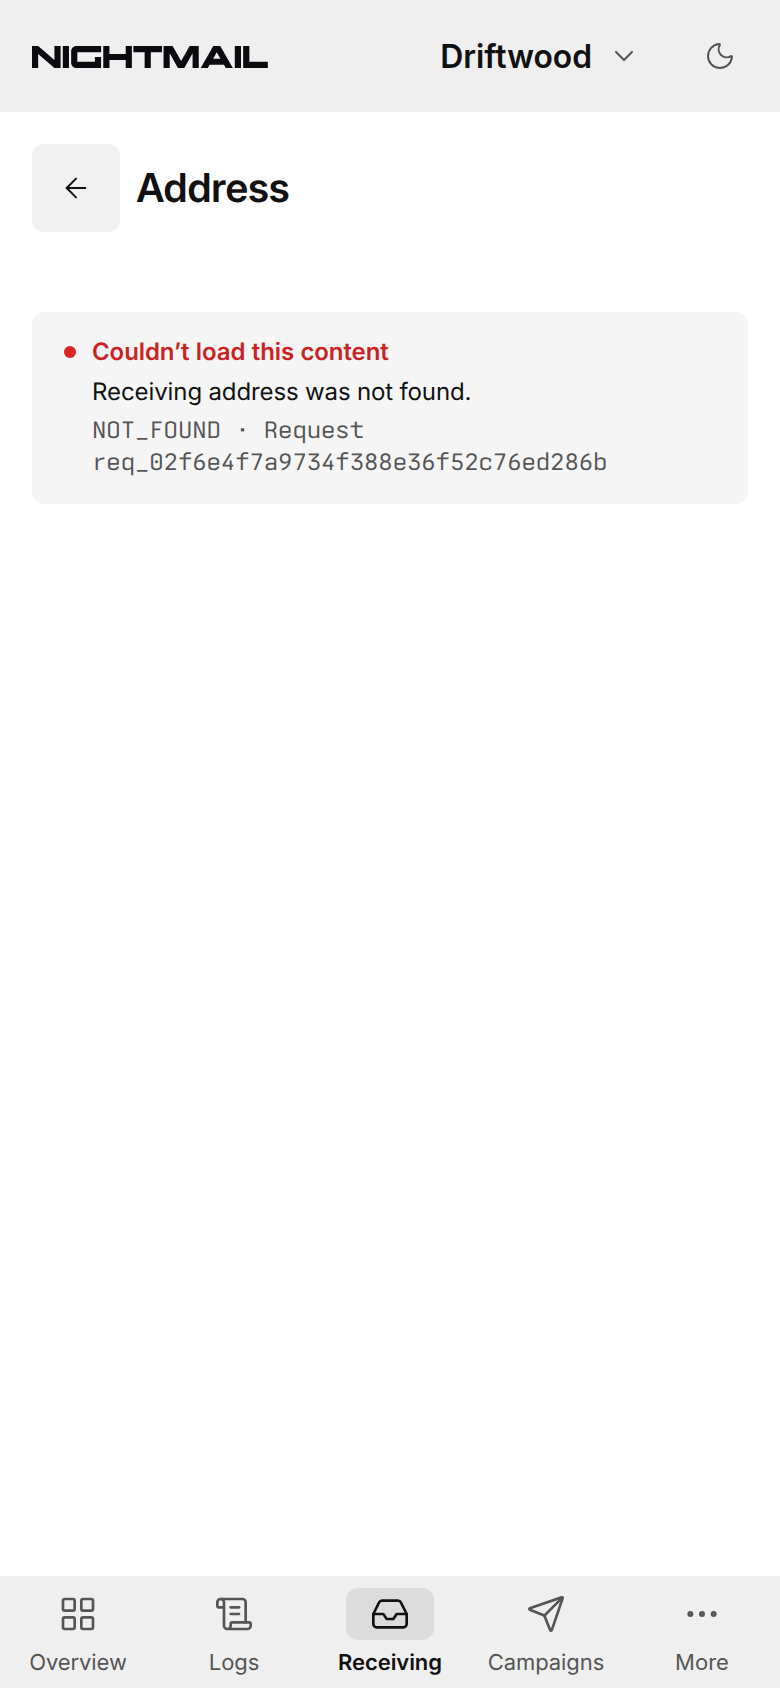 NIGHTMAIL
Driftwood
Address
Couldn’t load this content
Receiving address was not found.
NOT_FOUND · Request
req_02f6e4f7a9734f388e36f52c76ed286b
Overview
Logs
Receiving
Campaigns
More